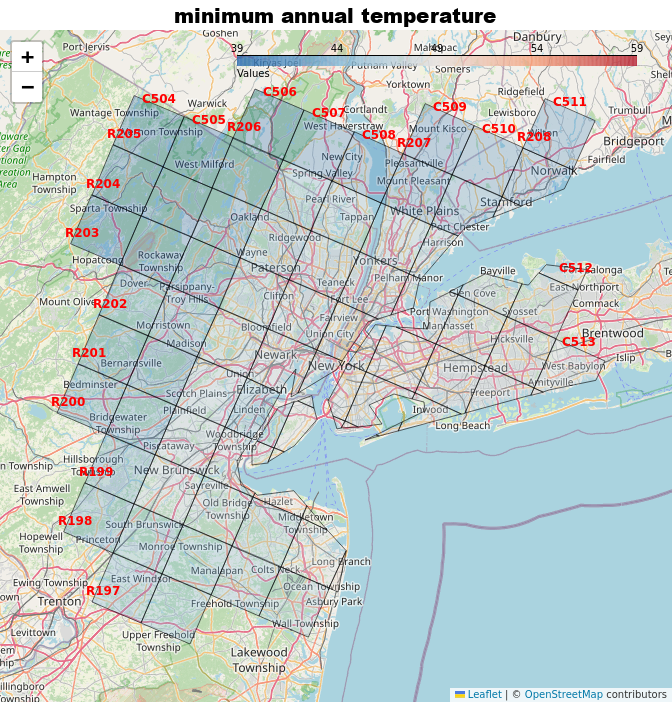 minimum annual temperature
Goshen
Danbury
Port Jervis
+
−
39
44
49
54
59
Values
Somers
Ridgefield
Yorktown
C504
C506
Warwick
Wantage Township
C505
C507
Cortlandt
C509
C511
Lewisboro
Trumbull
R205
R206
West Haverstraw
Mount Kisco
C508
C510
R207
R208
Wilton
Bridgeport
Fairfield
West Milford
New City
Pleasantville
Spring Valley
Norwalk
Hampton
Township
R204
Mount Pleasant
Pearl River
Stamford
Sparta Township
Oakland
Tappan
White Plains
R203
Ridgewood
Port Chester
Harrison
Hopatcong
Rockaway
Township
Wayne
Paterson
Yonkers
Bayville
C512
Dover
Parsippany-
Troy Hills
Teaneck
Pelham Manor
East Northport
Commack
Mount Olive
R202
Clifton
Fort Lee
Glen Cove
Port Washington
Syosset
Morristown
Bloomfield
Fairview
Union City
Manhasset
Brentwood
Madison
Hicksville
C513
R201
Newark
Islip
Bernardsville
New York
Hempstead
West Babylon
Union
Amityville
Bedminster
Elizabeth
Scotch Plains
Freeport
R200
Plainfield
Linden
Inwood
Bridgewater
Township
Long Beach
Woodbridge
Township
Piscataway
Hillsborough
Township
R199
New Brunswick
Sayreville
East Amwell
Township
Old Bridge
Township
Hazlet
Middletown
Township
R198
South Brunswick
Hopewell
Township
Princeton
Monroe Township
Long Branch
Manalapan
Colts Neck
East Windsor
Ewing Township
R197
Ocean Township
Trenton
Freehold Township
Asbury Park
Wall Township
Levittown
Upper Freehold
Township
Lakewood
Township
Leaflet | © OpenStreetMap contributors